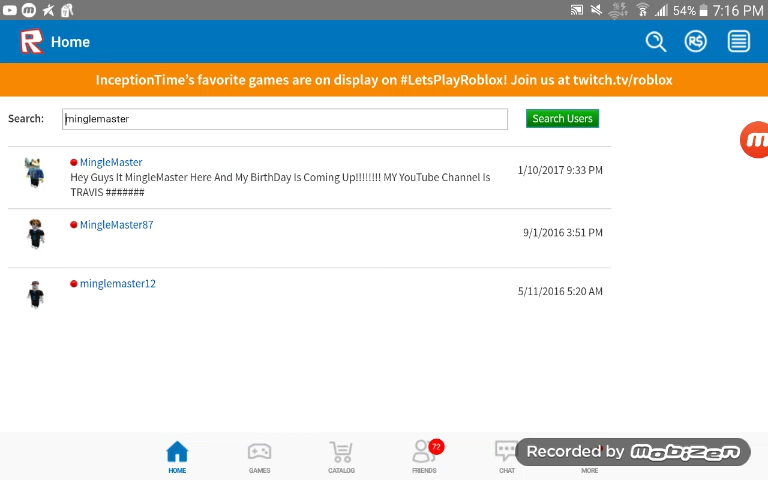 54% 7:16 PM
R Home R$
InceptionTime's favorite games are on display on #LetsPlayRoblox! Join us at twitch.tv/roblox
Search: minglemaster Search Users
MingleMaster
1/10/2017 9:33 PM
Hey Guys It MingleMaster Here And My BirthDay Is Coming Up!!!!!!!! MY YouTube Channel Is
TRAVIS #######
MingleMaster87
9/1/2016 3:51 PM
minglemaster12
5/11/2016 5:20 AM
72
HOME GAMES CATALOG FRIENDS CHAT MORE
Recorded by mobizen